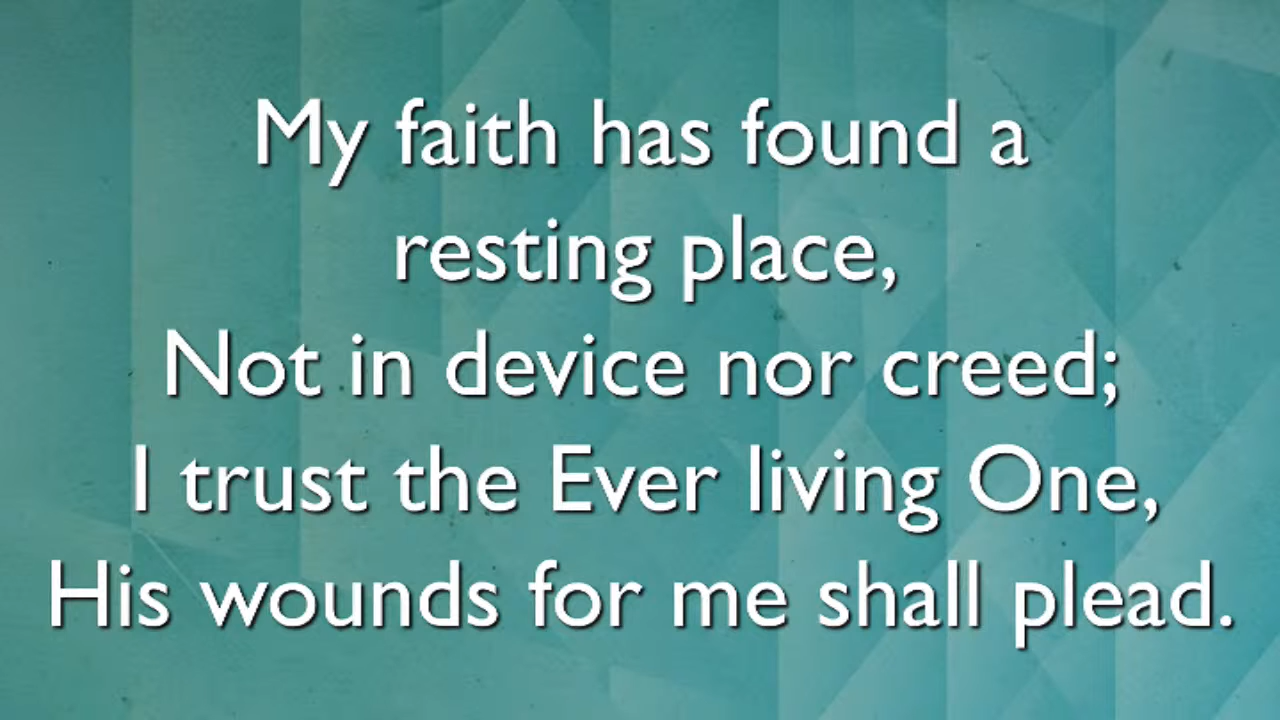 My faith has found a
resting place,
Not in device nor creed;
I trust the Ever living One,
His wounds for me shall plead.